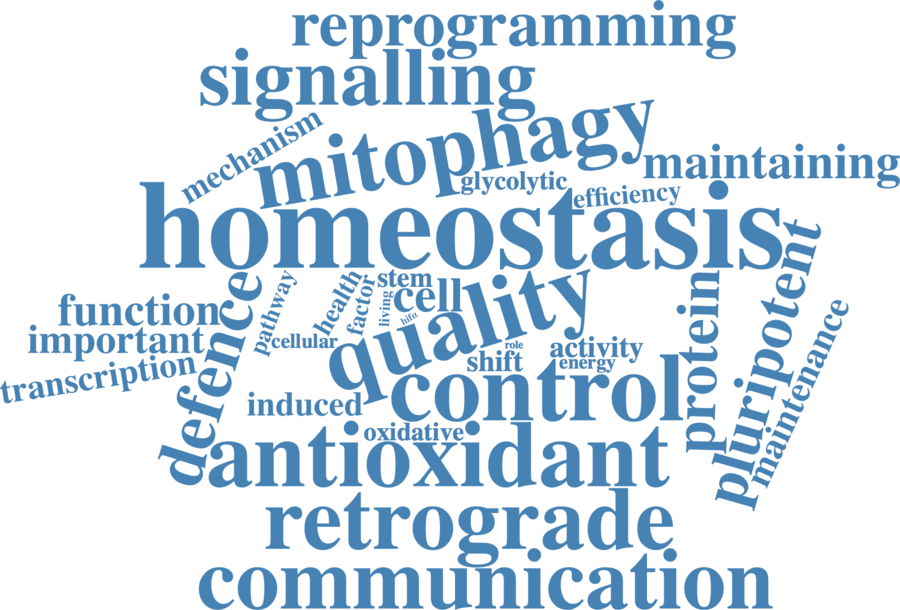 reprogramming
signalling
mechanism
mitophagy
maintaining
glycolytic
efficiency
homeostasis
pluripotent
defence
pathway
health
factor
stem
cell
living
hifα
quality
protein
function
important
transcription
cellular
role
shift
activity
energy
maintenance
control
induced
oxidative
antioxidant
retrograde
communication